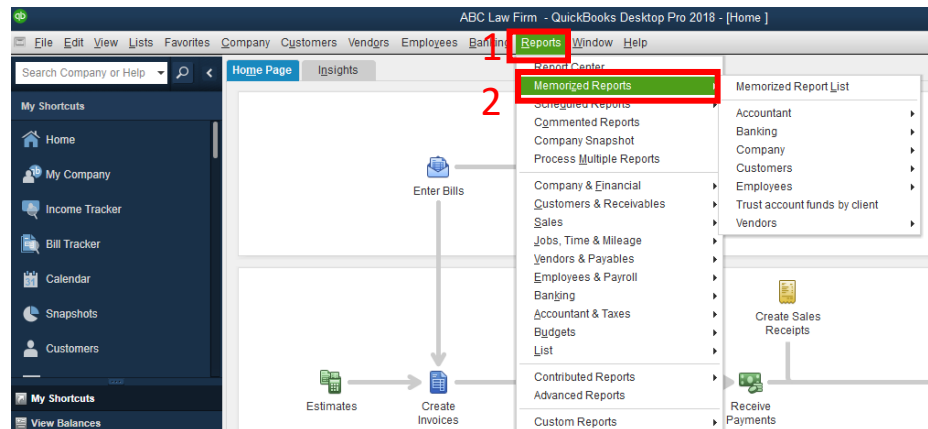 qb
ABC Law Firm - QuickBooks Desktop Pro 2018 - [Home ]
File Edit View Lists Favorites Company Customers Vendors Employees Banking Reports Window Help
1
Search Company or Help
Home Page Insights
My Shortcuts
Home
My Company
Income Tracker
Bill Tracker
31
Calendar
Snapshots
Customers
My Shortcuts
View Balances
Enter Bills
Estimates
Create
Invoices
2
Report Center
Memorized Reports
Scheduled Reports
Commented Reports
Company Snapshot
Process Multiple Reports
Company & Financial
Customers & Receivables
Sales
Jobs, Time & Mileage
Vendors & Payables
Employees & Payroll
Banking
Accountant & Taxes
Budgets
List
Contributed Reports
Advanced Reports
Custom Reports
Memorized Report List
Accountant
Banking
Company
Customers
Employees
Trust account funds by client
Vendors
Create Sales
Receipts
Receive
Payments